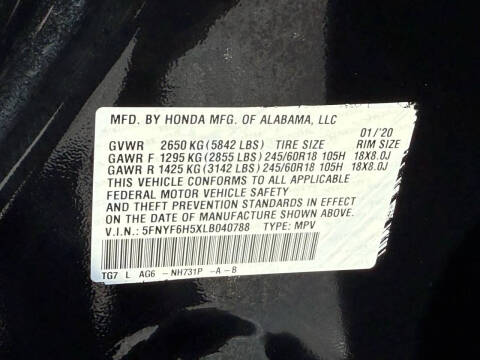 MFD. BY HONDA MFG. OF ALABAMA, LLC
01/'20
GVWR 2650 KG (5842 LBS) TIRE SIZE RIM SIZE
GAWR F 1295 KG (2855 LBS) 245/60R18 105H 18X8.0J
GAWR R 1425 KG (3142 LBS) 245/60R18 105H 18X8.0J
THIS VEHICLE CONFORMS TO ALL APPLICABLE
FEDERAL MOTOR VEHICLE SAFETY
AND THEFT PREVENTION STANDARDS IN EFFECT
ON THE DATE OF MANUFACTURE SHOWN ABOVE.
V.I.N.: 5FNYF6H5XLB040788 TYPE: MPV
TG7 L AG6 -NH731P -A -B